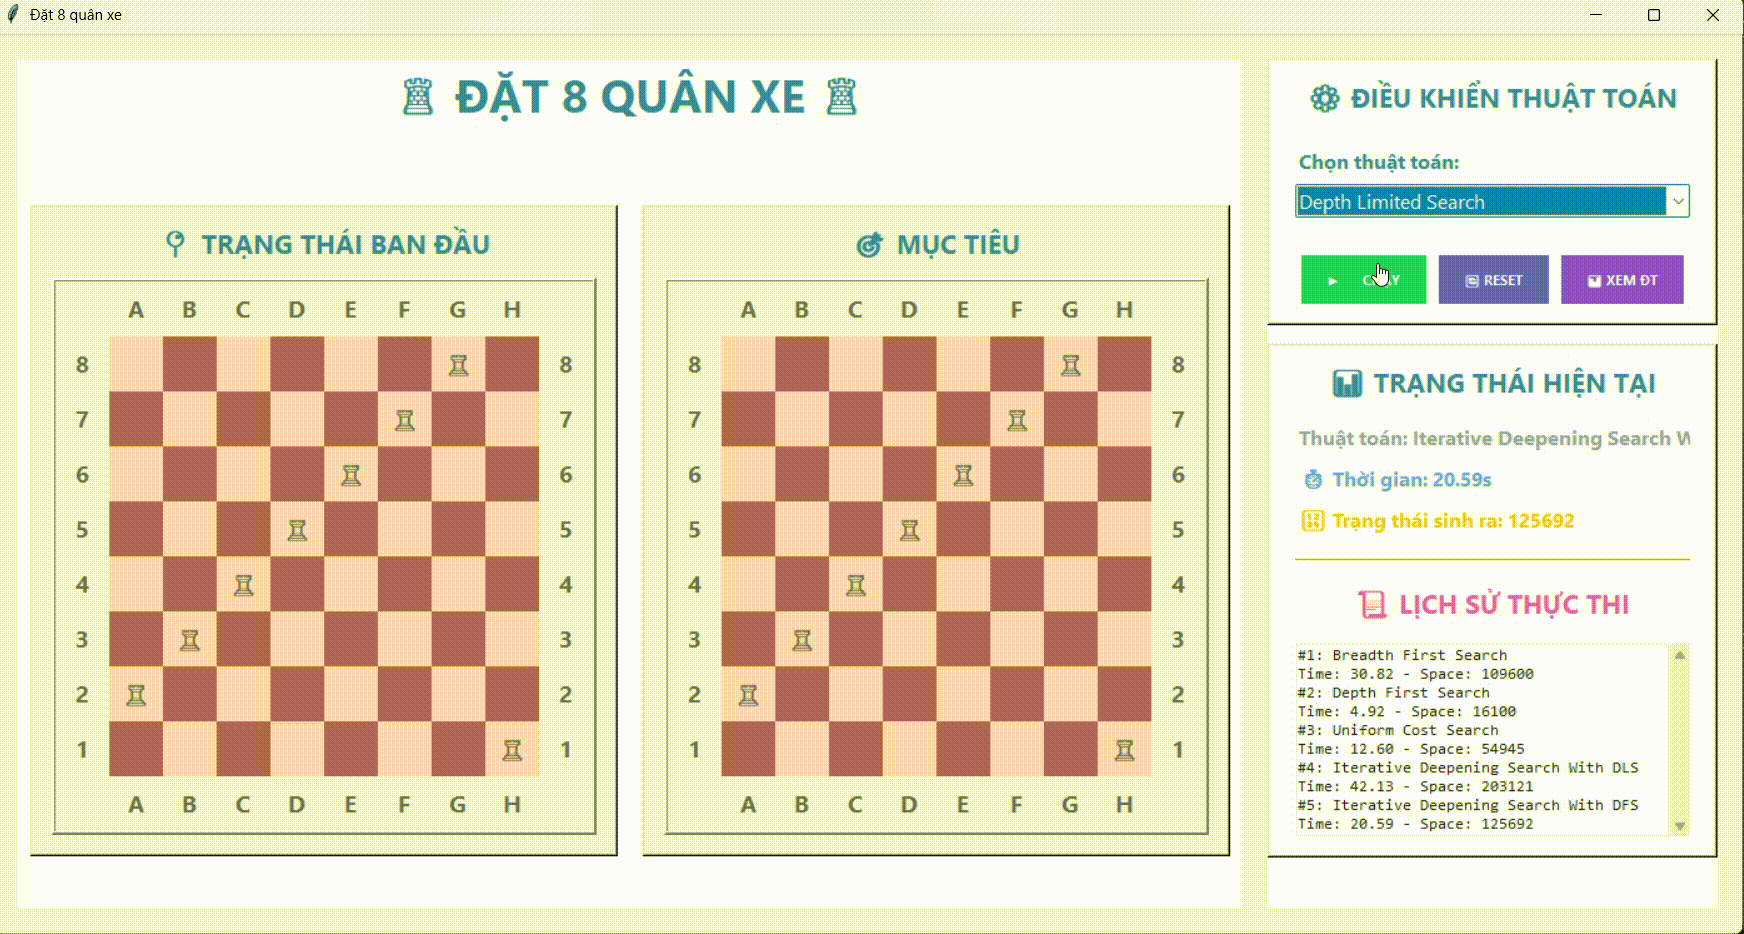 Đặt 8 quân xe
ĐẶT 8 QUÂN XE
TRẠNG THÁI BAN ĐẦU
A B C D E F G H
8 8
7 7
6 6
5 5
4 4
3 3
2 2
1 1
A B C D E F G H
MỤC TIÊU
A B C D E F G H
8 8
7 7
6 6
5 5
4 4
3 3
2 2
1 1
A B C D E F G H
ĐIỀU KHIỂN THUẬT TOÁN
Chọn thuật toán:
Depth Limited Search
RESET
XEM ĐT
TRẠNG THÁI HIỆN TẠI
Thuật toán: Iterative Deepening Search W
Thời gian: 20.59s
Trạng thái sinh ra: 125692
LỊCH SỬ THỰC THI
#1: Breadth First Search
Time: 30.82 - Space: 109600
#2: Depth First Search
Time: 4.92 - Space: 16100
#3: Uniform Cost Search
Time: 12.60 - Space: 54945
#4: Iterative Deepening Search With DLS
Time: 42.13 - Space: 203121
#5: Iterative Deepening Search With DFS
Time: 20.59 - Space: 125692